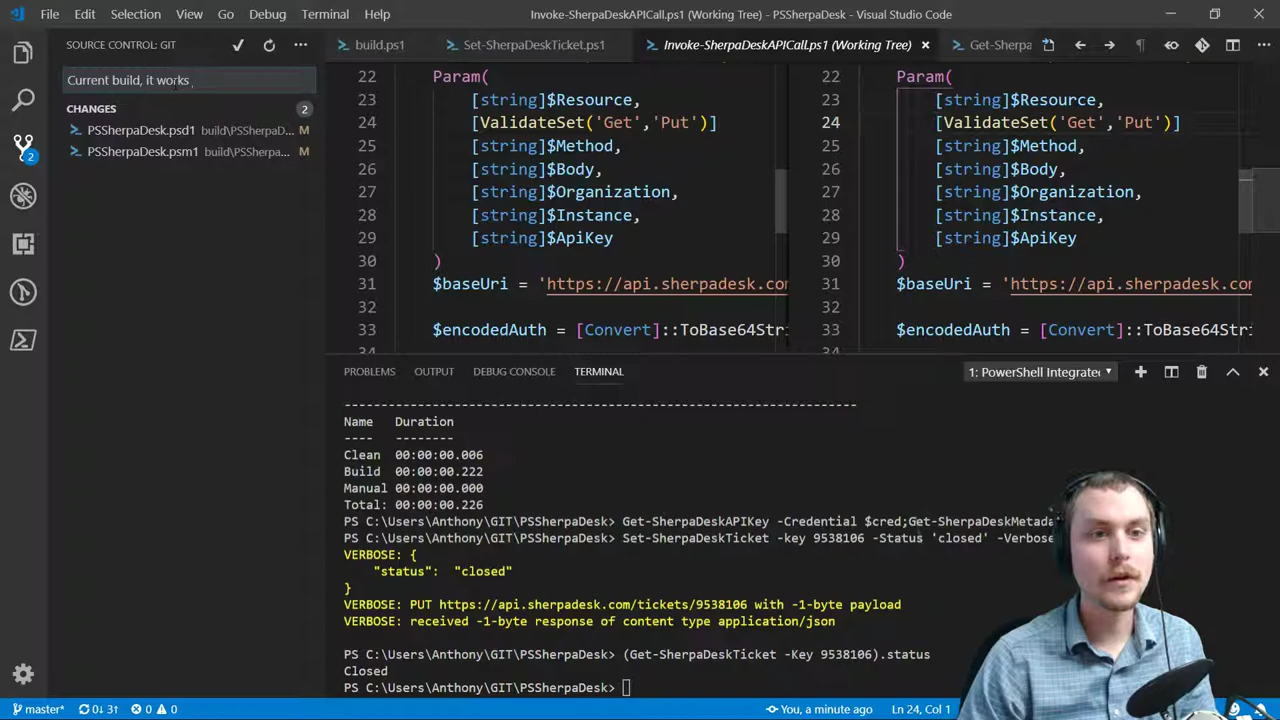 File Edit Selection View Go Debug Terminal Help Invoke-SherpaDeskAPICall.ps1 (Working Tree) - PSSherpaDesk - Visual Studio Code
SOURCE CONTROL: GIT
build.ps1 Set-SherpaDeskTicket.ps1 Invoke-SherpaDeskAPICall.ps1 (Working Tree) Get-Sherpa
Current build, it works
CHANGES 2
PSSherpaDesk.psd1 build\PSSherpaD... M
PSSherpaDesk.psm1 build\PSSherpa... M
2
22 Param(
23 [string]$Resource,
24 [ValidateSet('Get','Put')]
25 [string]$Method,
26 [string]$Body,
27 [string]$Organization,
28 [string]$Instance,
29 [string]$ApiKey
30 )
31 $baseUri = 'https://api.sherpadesk.co
32
33 $encodedAuth = [Convert]::ToBase64Stri
34
22 Param(
23 [string]$Resource,
24 [ValidateSet('Get','Put')]
25 [string]$Method,
26 [string]$Body,
27 [string]$Organization,
28 [string]$Instance,
29 [string]$ApiKey
30 )
31 $baseUri = 'https://api.sherpadesk.com
32
33 $encodedAuth = [Convert]::ToBase64Stri
34
PROBLEMS OUTPUT DEBUG CONSOLE TERMINAL 1: PowerShell Integrate
-------------------------------------------------------------------
Name Duration
---- --------
Clean 00:00:00.006
Build 00:00:00.222
Manual 00:00:00.000
Total: 00:00:00.226
PS C:\Users\Anthony\GIT\PSSherpaDesk> Get-SherpaDeskAPIKey -Credential $cred;Get-SherpaDeskMetada
PS C:\Users\Anthony\GIT\PSSherpaDesk> Set-SherpaDeskTicket -key 9538106 -Status 'closed' -Verbose
VERBOSE: {
"status": "closed"
}
VERBOSE: PUT https://api.sherpadesk.com/tickets/9538106 with -1-byte payload
VERBOSE: received -1-byte response of content type application/json
PS C:\Users\Anthony\GIT\PSSherpaDesk> (Get-SherpaDeskTicket -Key 9538106).status
Closed
PS C:\Users\Anthony\GIT\PSSherpaDesk>
master* 0↓ 3↑ 0 0 You, a minute ago Ln 24, Col 1